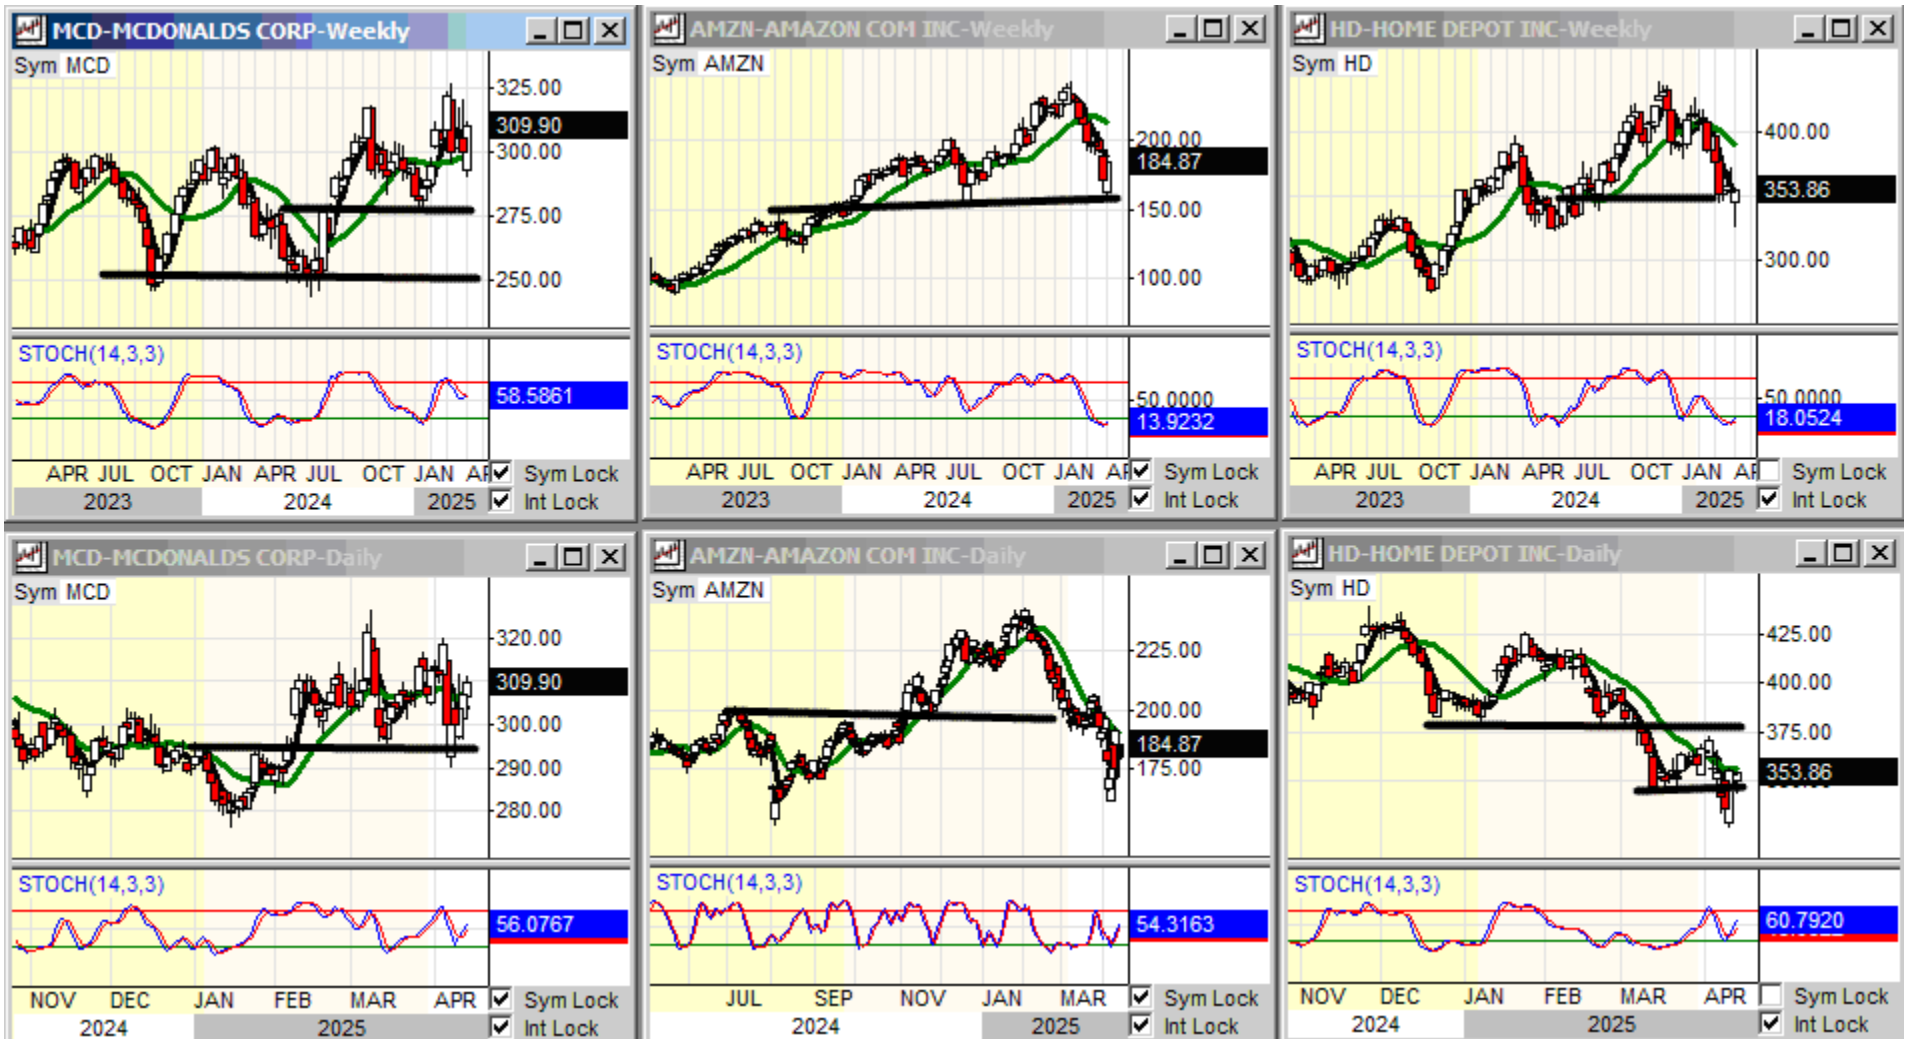 MCD-MCDONALDS CORP-Weekly
Sym MCD
325.00
309.90
300.00
275.00
250.00
STOCH(14,3,3)
58.5861
APR JUL OCT JAN APR JUL OCT JAN AP
Sym Lock
2023 2024 2025
Int Lock
AMZN-AMAZON COM INC-Weekly
Sym AMZN
200.00
184.87
150.00
100.00
STOCH(14,3,3)
50.0000
13.9232
APR JUL OCT JAN APR JUL OCT JAN AP
Sym Lock
2023 2024 2025
Int Lock
HD-HOME DEPOT INC-Weekly
Sym HD
400.00
353.86
300.00
STOCH(14,3,3)
50.0000
18.0524
APR JUL OCT JAN APR JUL OCT JAN AP
Sym Lock
2023 2024 2025
Int Lock
MCD-MCDONALDS CORP-Daily
Sym MCD
320.00
309.90
300.00
290.00
280.00
STOCH(14,3,3)
56.0767
NOV DEC JAN FEB MAR APR
Sym Lock
2024 2025
Int Lock
AMZN-AMAZON COM INC-Daily
Sym AMZN
225.00
200.00
184.87
175.00
STOCH(14,3,3)
54.3163
JUL SEP NOV JAN MAR
Sym Lock
2024 2025
Int Lock
HD-HOME DEPOT INC-Daily
Sym HD
425.00
400.00
375.00
353.86
STOCH(14,3,3)
60.7920
NOV DEC JAN FEB MAR APR
Sym Lock
2024 2025
Int Lock